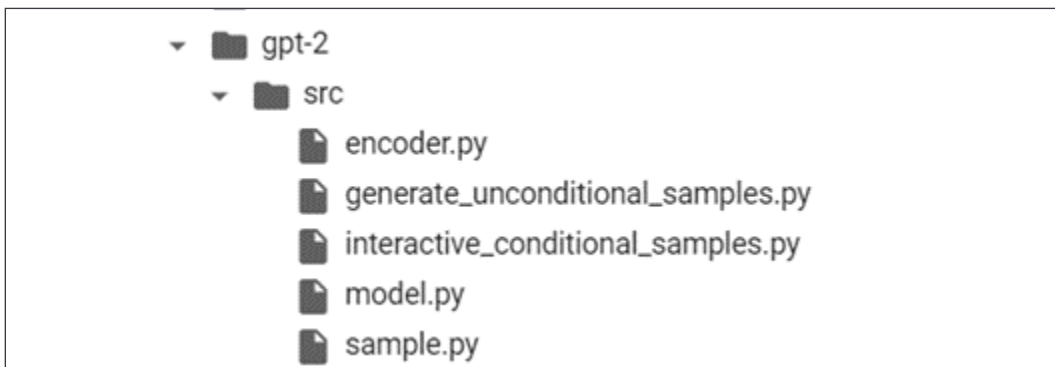 gpt-2
src
encoder.py
generate_unconditional_samples.py
interactive_conditional_samples.py
model.py
sample.py